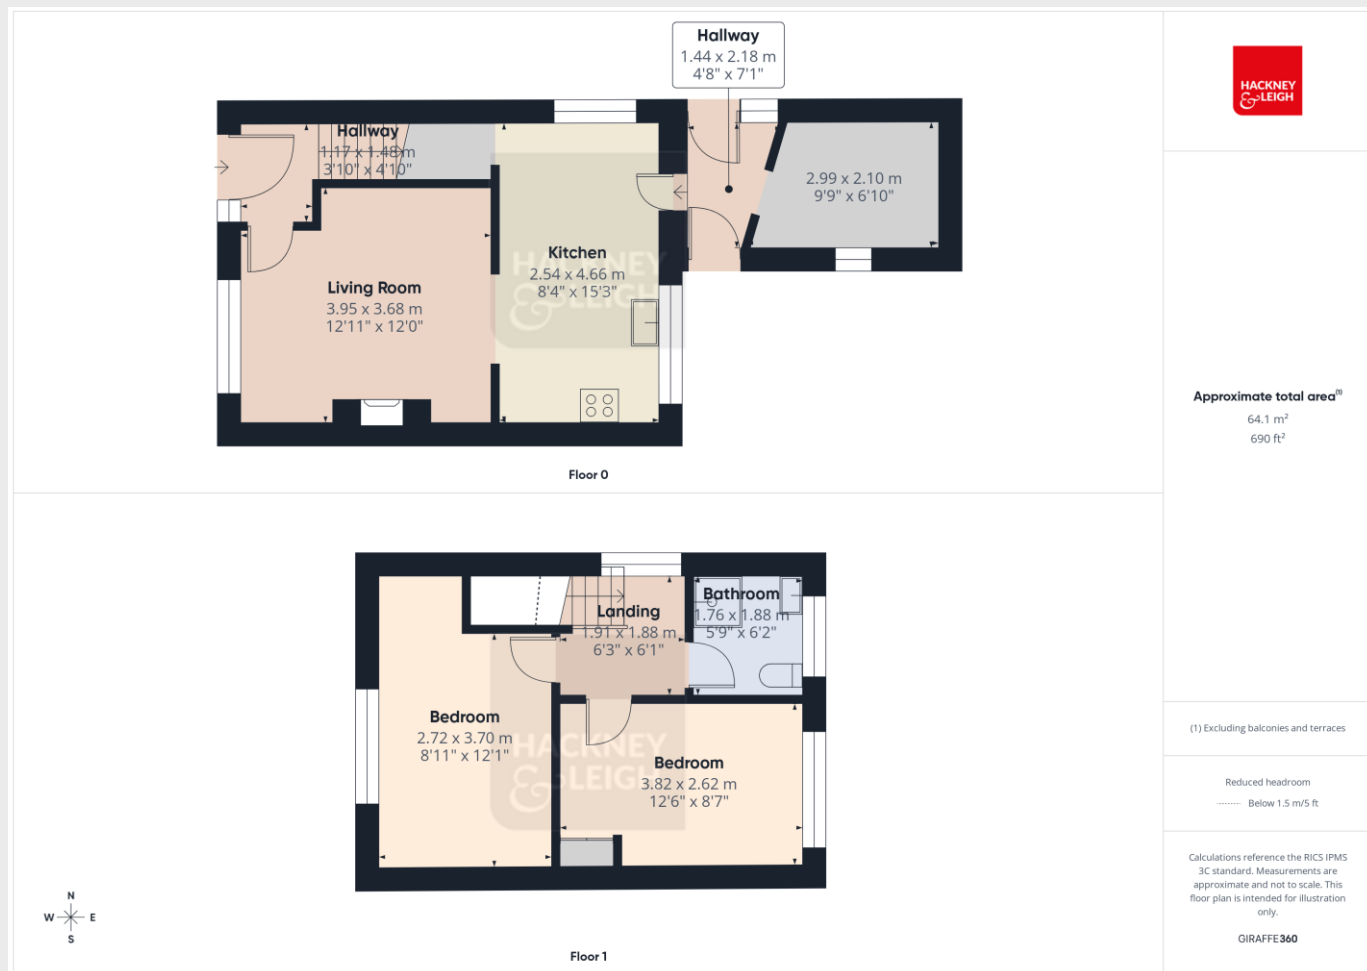 Hallway
1.44 x 2.18 m
4'8" x 7'1"
HACKNEY
& LEIGH
Hallway
1.17 x 1.48 m
3'10" x 4'10"
2.99 x 2.10 m
9'9" x 6'10"
Kitchen
2.54 x 4.66 m
8'4" x 15'3"
HACKNEY
& LEIGH
Living Room
3.95 x 3.68 m
12'11" x 12'0"
Floor 0
Approximate total area(1)
64.1 m²
690 ft²
Landing
1.91 x 1.88 m
6'3" x 6'1"
Bathroom
1.76 x 1.88 m
5'9" x 6'2"
Bedroom
2.72 x 3.70 m
8'11" x 12'1"
HACKNEY
& LEIGH
Bedroom
3.82 x 2.62 m
12'6" x 8'7"
(1) Excluding balconies and terraces
Reduced headroom
Below 1.5 m/5 ft
Calculations reference the RICS IPMS
3C standard. Measurements are
approximate and not to scale. This
floor plan is intended for illustration
only.
GIRAFFE360
N
W E
S
Floor 1